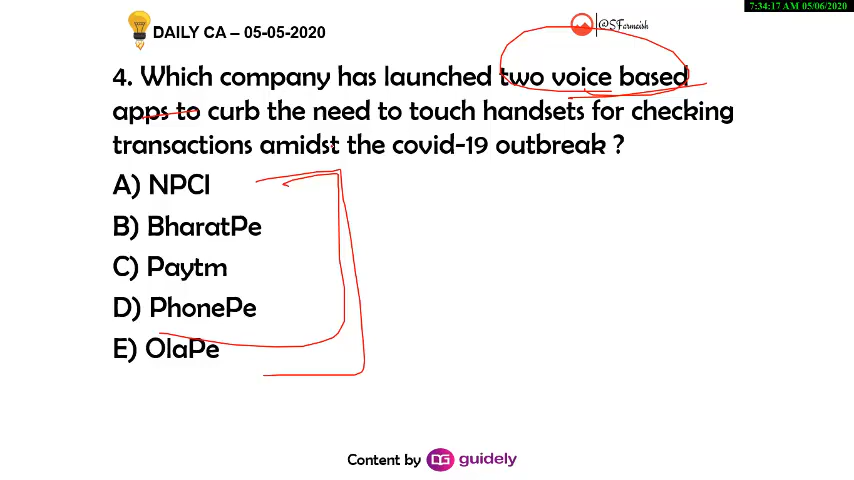 7:34:17 AM 05/06/2020
DAILY CA – 05-05-2020
@SFarmaish
4. Which company has launched two voice based
apps to curb the need to touch handsets for checking
transactions amidst the covid-19 outbreak ?
A) NPCI
B) BharatPe
C) Paytm
D) PhonePe
E) OlaPe
Content by DG guidely